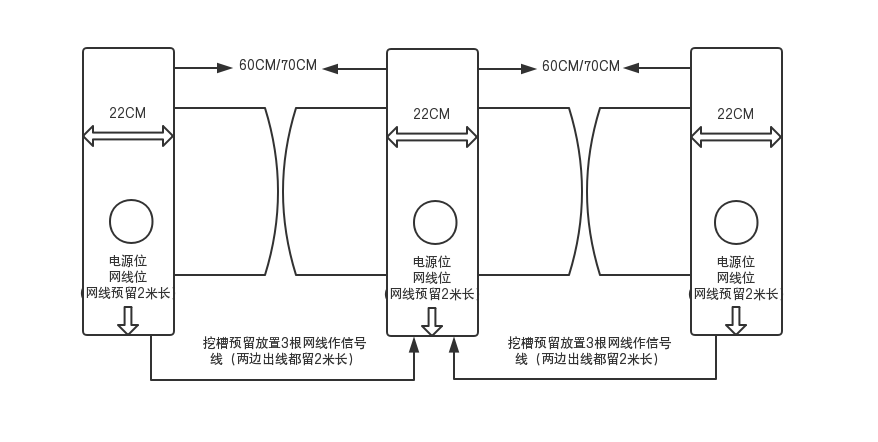 60CM/70CM
60CM/70CM
22CM
22CM
22CM
电源位
网线位
(网线预留2米长)
电源位
网线位
(网线预留2米长)
电源位
网线位
(网线预留2米长)
挖槽预留放置3根网线作信号
线（两边出线都留2米长）
挖槽预留放置3根网线作信号
线（两边出线都留2米长）